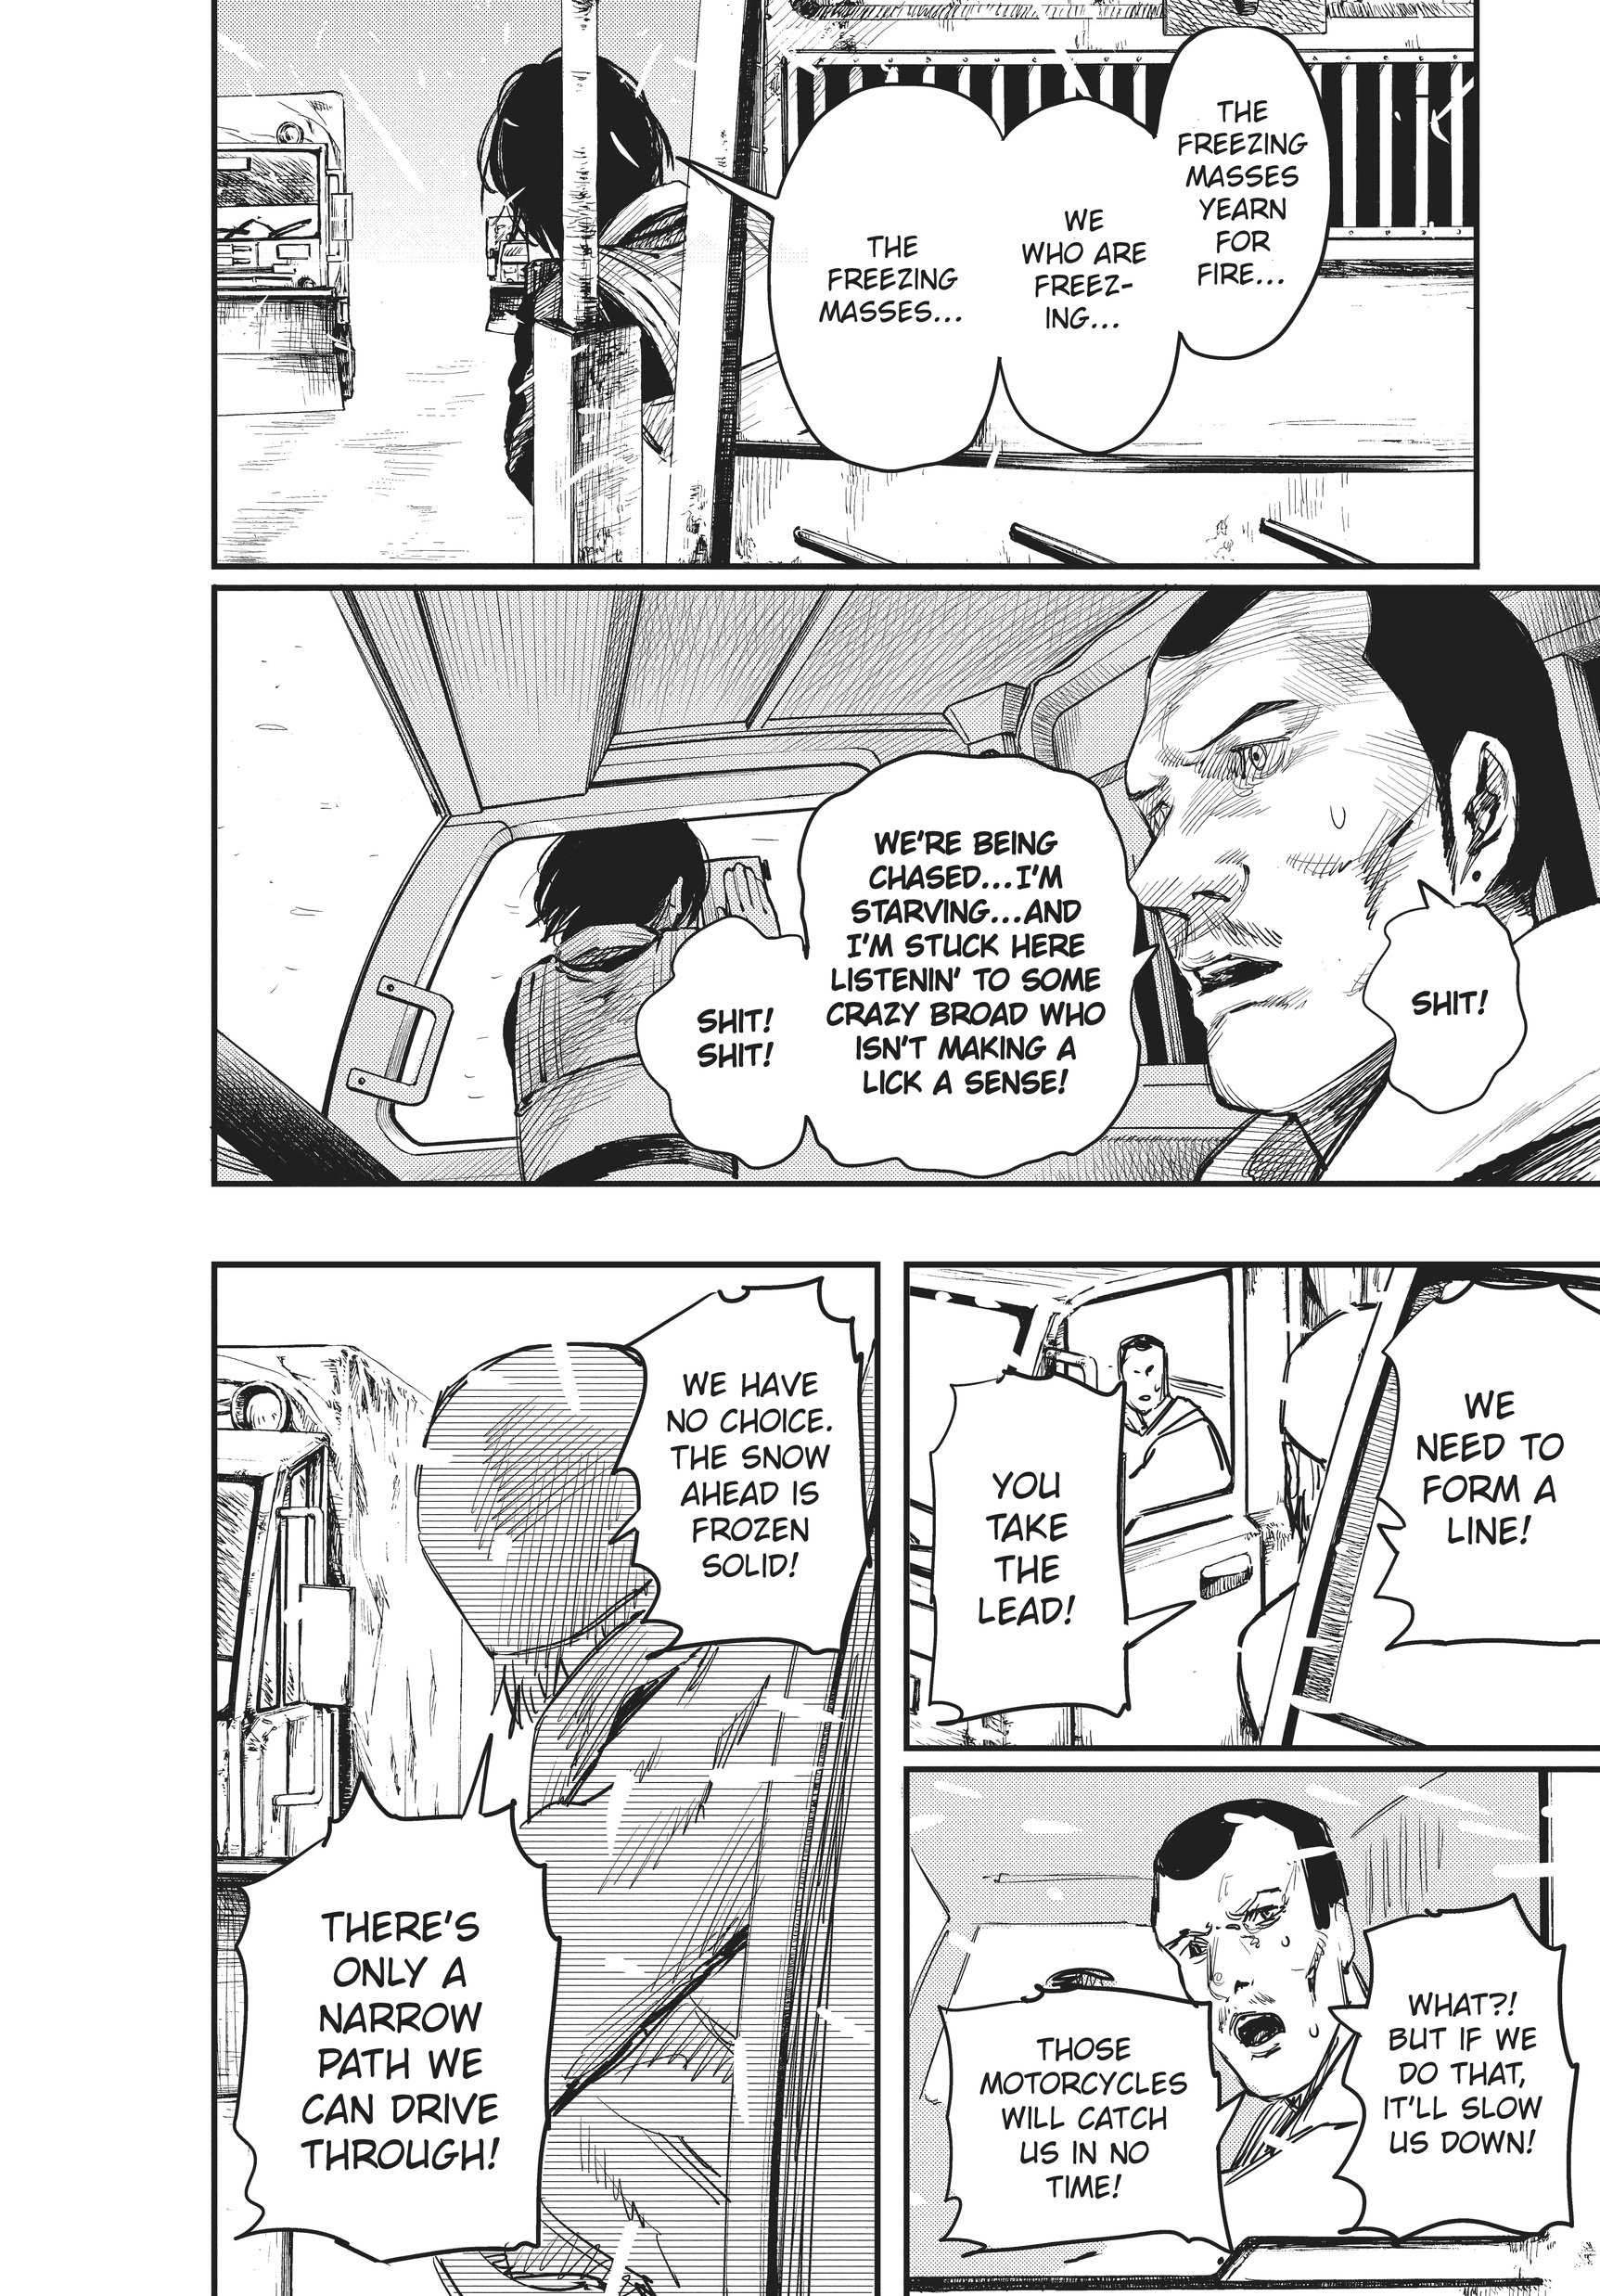 THE
FREEZING
MASSES
YEARN
FOR
FIRE...
WE
WHO ARE
FREEZ-
ING...
THE
FREEZING
MASSES...
SHIT!
WE'RE BEING
CHASED...I'M
STARVING...AND
I'M STUCK HERE
LISTENIN' TO SOME
CRAZY BROAD WHO
ISN'T MAKING A
LICK A SENSE!
SHIT!
SHIT!
WE
NEED TO
FORM A
LINE!
YOU
TAKE
THE
LEAD!
WHAT?!
BUT IF WE
DO THAT,
IT'LL SLOW
US DOWN!
THOSE
MOTORCYCLES
WILL CATCH
US IN NO
TIME!
WE HAVE
NO CHOICE.
THE SNOW
AHEAD IS
FROZEN
SOLID!
THERE'S
ONLY A
NARROW
PATH WE
CAN DRIVE
THROUGH!